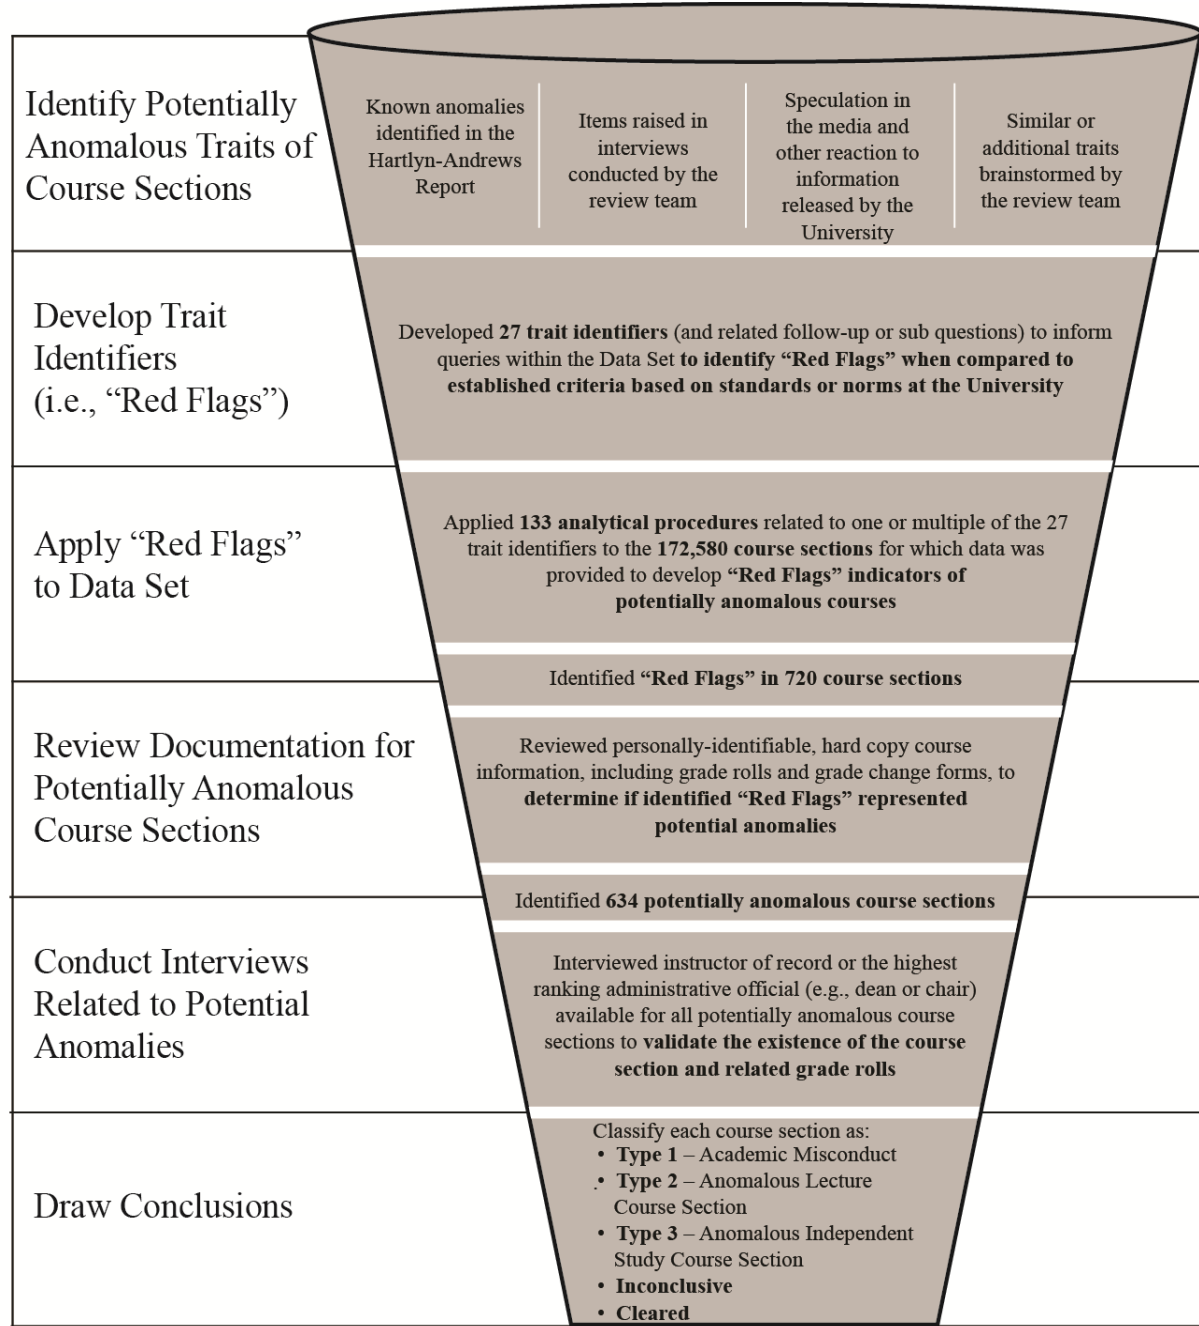 Identify Potentially
Anomalous Traits of
Course Sections
Known anomalies
identified in the
Hartlyn-Andrews
Report
Items raised in
interviews
conducted by the
review team
Speculation in
the media and
other reaction to
information
released by the
University
Similar or
additional traits
brainstormed by
the review team
Develop Trait
Identifiers
(i.e., “Red Flags”)
Developed 27 trait identifiers (and related follow-up or sub questions) to inform
queries within the Data Set to identify “Red Flags” when compared to
established criteria based on standards or norms at the University
Apply “Red Flags”
to Data Set
Applied 133 analytical procedures related to one or multiple of the 27
trait identifiers to the 172,580 course sections for which data was
provided to develop “Red Flags” indicators of
potentially anomalous courses
Identified “Red Flags” in 720 course sections
Review Documentation for
Potentially Anomalous
Course Sections
Reviewed personally-identifiable, hard copy course
information, including grade rolls and grade change forms, to
determine if identified “Red Flags” represented
potential anomalies
Identified 634 potentially anomalous course sections
Conduct Interviews
Related to Potential
Anomalies
Interviewed instructor of record or the highest
ranking administrative official (e.g., dean or chair)
available for all potentially anomalous course
sections to validate the existence of the course
section and related grade rolls
Draw Conclusions
Classify each course section as:
• Type 1 – Academic Misconduct
• Type 2 – Anomalous Lecture
Course Section
• Type 3 – Anomalous Independent
Study Course Section
• Inconclusive
• Cleared